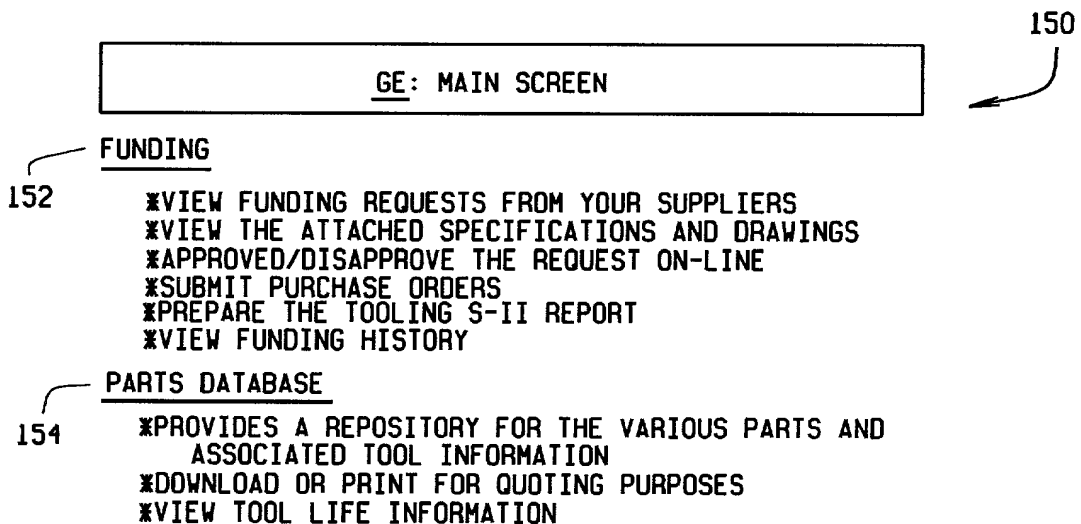 150
GE: MAIN SCREEN
FUNDING
152
*VIEW FUNDING REQUESTS FROM YOUR SUPPLIERS
*VIEW THE ATTACHED SPECIFICATIONS AND DRAWINGS
*APPROVED/DISAPPROVE THE REQUEST ON-LINE
*SUBMIT PURCHASE ORDERS
*PREPARE THE TOOLING S-II REPORT
*VIEW FUNDING HISTORY
PARTS DATABASE
154
*PROVIDES A REPOSITORY FOR THE VARIOUS PARTS AND
ASSOCIATED TOOL INFORMATION
*DOWNLOAD OR PRINT FOR QUOTING PURPOSES
*VIEW TOOL LIFE INFORMATION